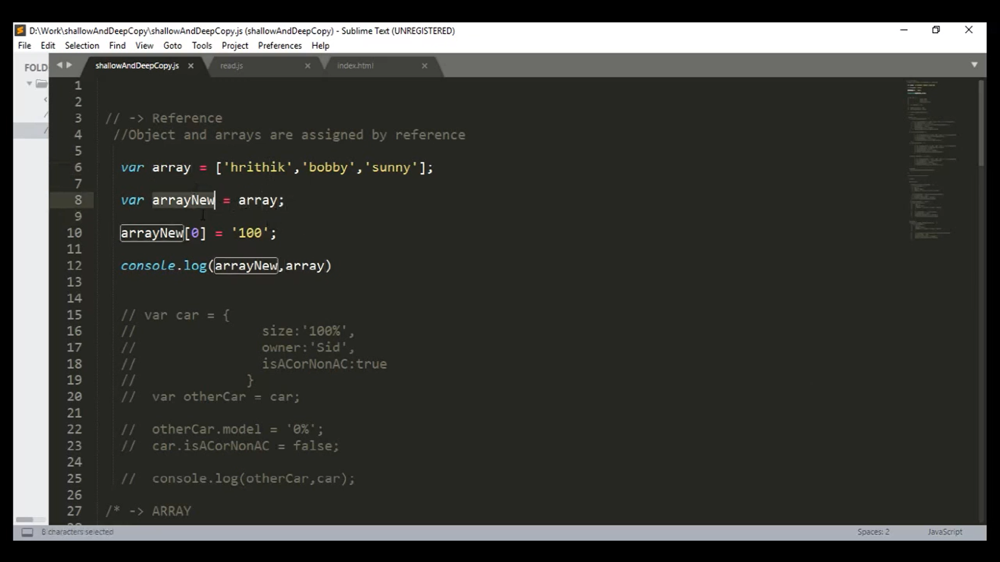 D:\Work\shallowAndDeepCopy\shallowAndDeepCopy.js (shallowAndDeepCopy) - Sublime Text (UNREGISTERED)
File Edit Selection Find View Goto Tools Project Preferences Help
FOLD shallowAndDeepCopy.js read.js index.html
1
2
3 // -> Reference
4 //Object and arrays are assigned by reference
5
6 var array = ['hrithik','bobby','sunny'];
7
8 var arrayNew = array;
9
10 arrayNew[0] = '100';
11
12 console.log(arrayNew,array)
13
14
15 // var car = {
16 // size:'100%',
17 // owner:'Sid',
18 // isACorNonAC:true
19 // }
20 // var otherCar = car;
21
22 // otherCar.model = '0%';
23 // car.isACorNonAC = false;
24
25 // console.log(otherCar,car);
26
27 /* -> ARRAY
8 characters selected Spaces: 2 JavaScript